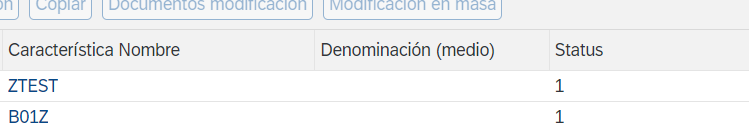 Copiar Documentos modificación Modificación en masa
Característica Nombre Denominación (medio) Status
ZTEST 1
B01Z 1